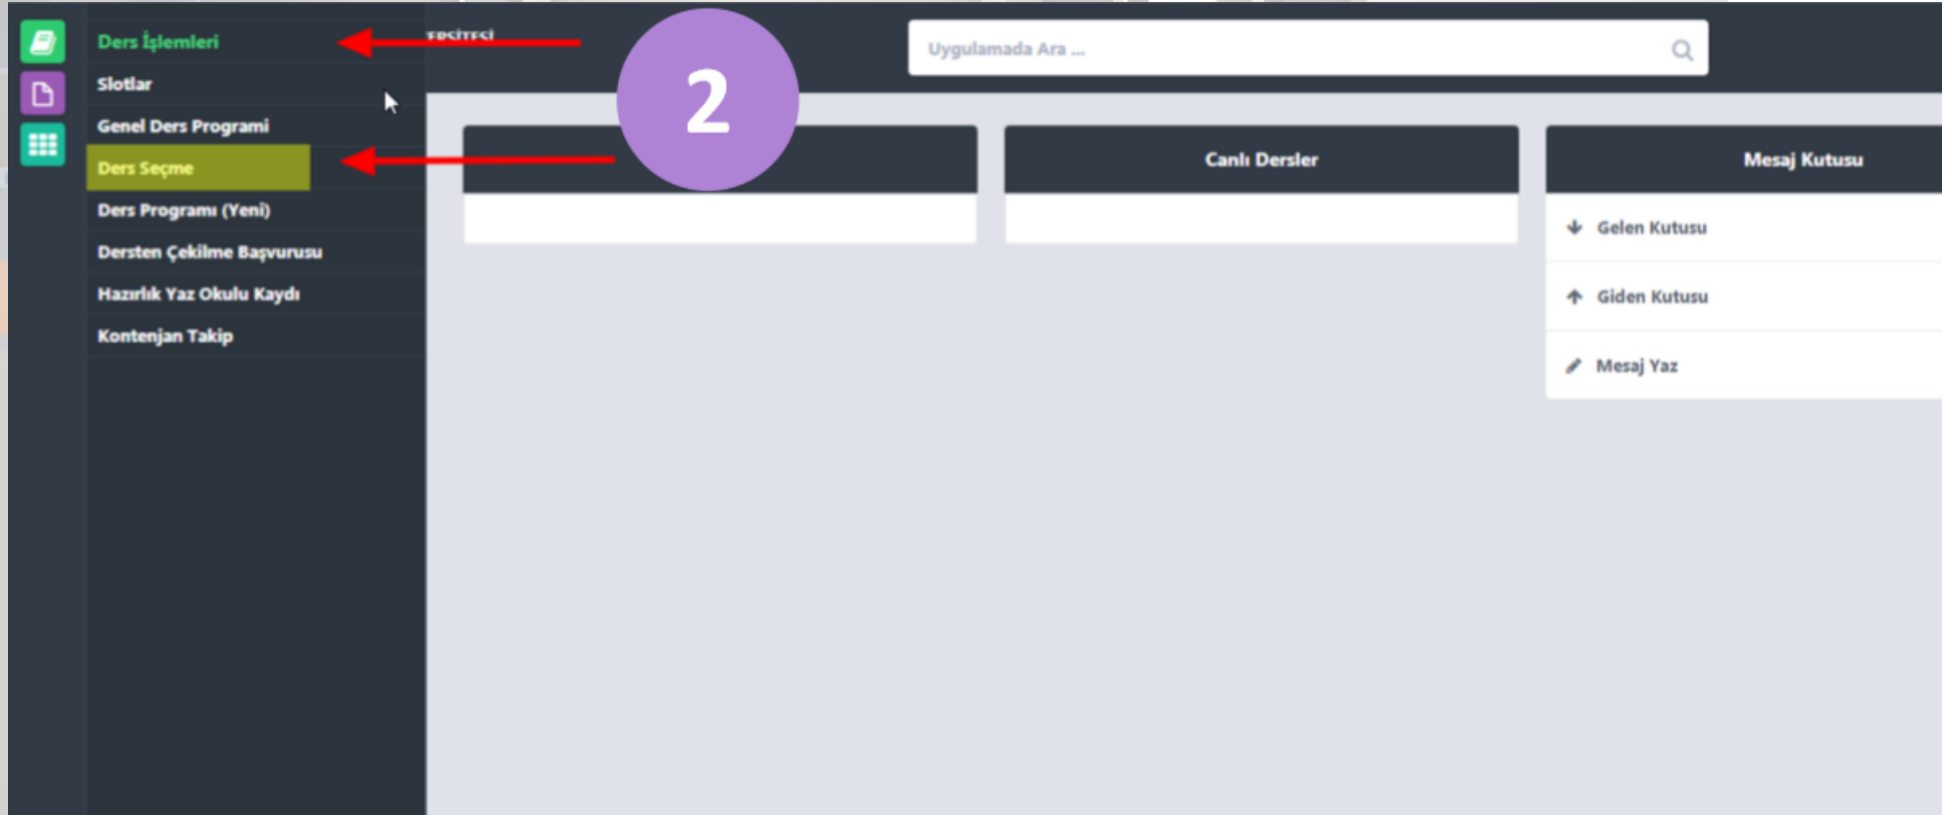 Ders İşlemleri
Slotlar
Genel Ders Programi
Ders Seçme
Ders Programı (Yeni)
Dersten Çekilme Başvurusu
Hazırlık Yaz Okulu Kaydı
Kontenjan Takip
2
Uygulamada Ara ...
Canlı Dersler
Mesaj Kutusu
Gelen Kutusu
Giden Kutusu
Mesaj Yaz